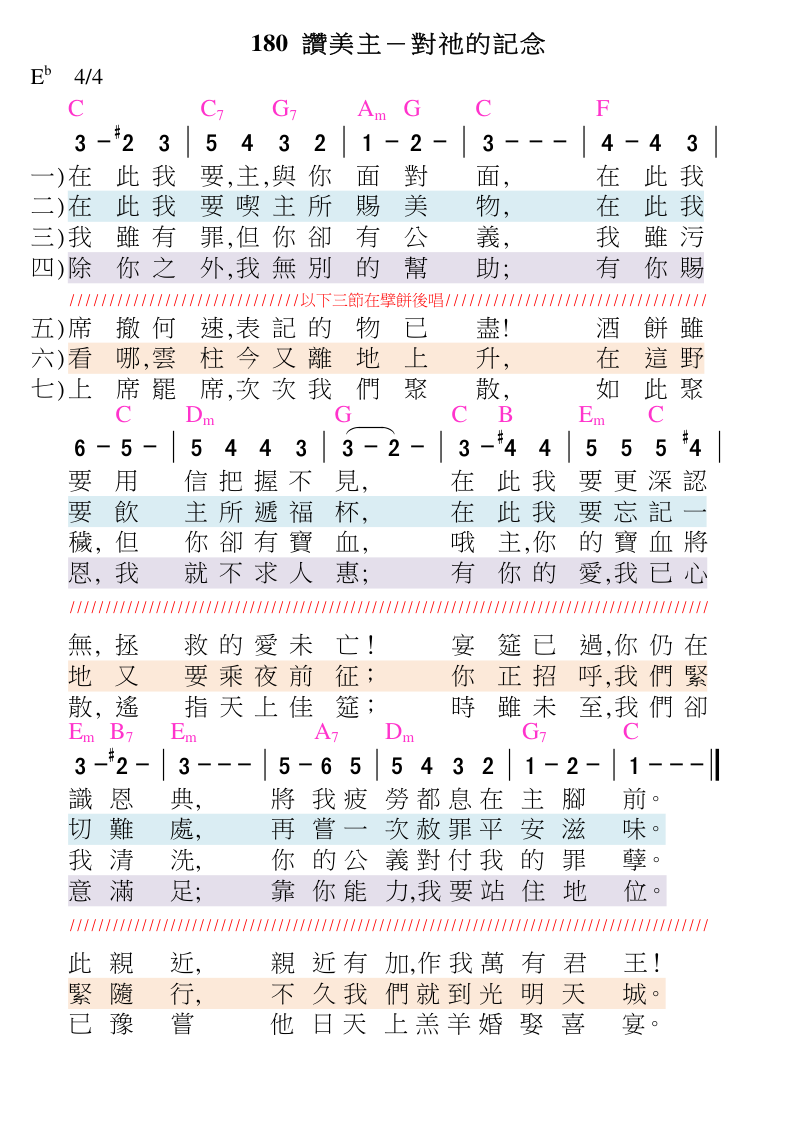 180 讚美主－對祂的記念
E♭ 4/4
C C7 G7 Am G C F
3 － ♯2 3 | 5 4 3 2 | 1 － 2 － | 3 － － － | 4 － 4 3 |
一)在 此 我 要,主,與 你 面 對 面, 在 此 我
二)在 此 我 要 喫 主 所 賜 美 物, 在 此 我
三)我 雖 有 罪,但 你 卻 有 公 義, 我 雖 污
四)除 你 之 外,我 無 別 的 幫 助; 有 你 賜
//////////////////////////////以下三節在擘餅後唱//////////////////////////////////
五)席 撤 何 速,表 記 的 物 已 盡! 酒 餅 雖
六)看 哪,雲 柱 今 又 離 地 上 升, 在 這 野
七)上 席 罷 席,次 次 我 們 聚 散, 如 此 聚
C Dm G C B Em C
6 － 5 － | 5 4 4 3 | 3 － 2 － | 3 － ♯4 4 | 5 5 5 ♯4 |
要 用 信 把 握 不 見, 在 此 我 要 更 深 認
要 飲 主 所 遞 福 杯, 在 此 我 要 忘 記 一
穢, 但 你 卻 有 寶 血, 哦 主,你 的 寶 血 將
恩, 我 就 不 求 人 惠; 有 你 的 愛,我 已 心
////////////////////////////////////////////////////////////////////////////////////
無, 拯 救 的 愛 未 亡! 宴 筵 已 過,你 仍 在
地 又 要 乘 夜 前 征; 你 正 招 呼,我 們 緊
散, 遙 指 天 上 佳 筵; 時 雖 未 至,我 們 卻
Em B7 Em A7 Dm G7 C
3 － ♯2 － | 3 － － － | 5 － 6 5 | 5 4 3 2 | 1 － 2 － | 1 － － － ‖
識 恩 典, 將 我 疲 勞 都 息 在 主 腳 前。
切 難 處, 再 嘗 一 次 赦 罪 平 安 滋 味。
我 清 洗, 你 的 公 義 對 付 我 的 罪 孽。
意 滿 足; 靠 你 能 力,我 要 站 住 地 位。
////////////////////////////////////////////////////////////////////////////////////
此 親 近, 親 近 有 加,作 我 萬 有 君 王!
緊 隨 行, 不 久 我 們 就 到 光 明 天 城。
已 豫 嘗 他 日 天 上 羔 羊 婚 娶 喜 宴。